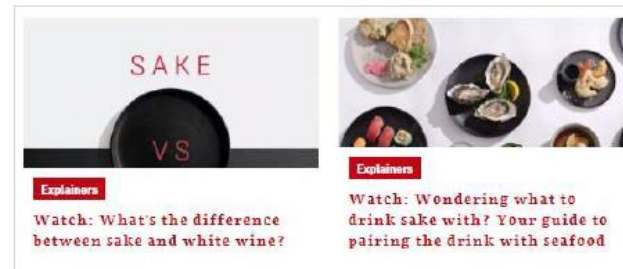 SAKE
VS
Explainers
Watch: What's the difference
between sake and white wine?
Explainers
Watch: Wondering what to
drink sake with? Your guide to
pairing the drink with seafood